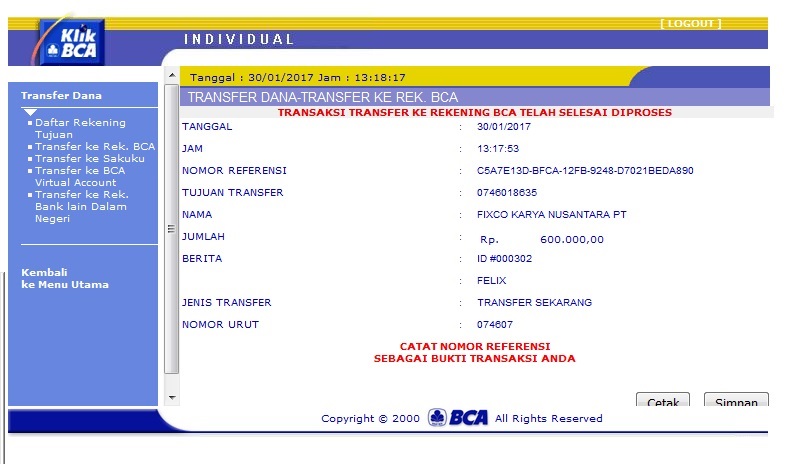 [ LOGOUT ]
Klik
BCA
INDIVIDUAL
Tanggal : 30/01/2017 Jam : 13:18:17
Transfer Dana
Daftar Rekening
Tujuan
Transfer ke Rek. BCA
Transfer ke Sakuku
Transfer ke BCA
Virtual Account
Transfer ke Rek.
Bank lain Dalam
Negeri
Kembali
ke Menu Utama
TRANSFER DANA-TRANSFER KE REK. BCA
TRANSAKSI TRANSFER KE REKENING BCA TELAH SELESAI DIPROSES
TANGGAL : 30/01/2017
JAM : 13:17:53
NOMOR REFERENSI : C5A7E13D-BFCA-12FB-9248-D7021BEDA890
TUJUAN TRANSFER : 0746018635
NAMA : FIXCO KARYA NUSANTARA PT
JUMLAH : Rp. 600.000,00
BERITA : ID #000302
: FELIX
JENIS TRANSFER : TRANSFER SEKARANG
NOMOR URUT : 074607
CATAT NOMOR REFERENSI
SEBAGAI BUKTI TRANSAKSI ANDA
Cetak Simpan
Copyright © 2000 BCA All Rights Reserved